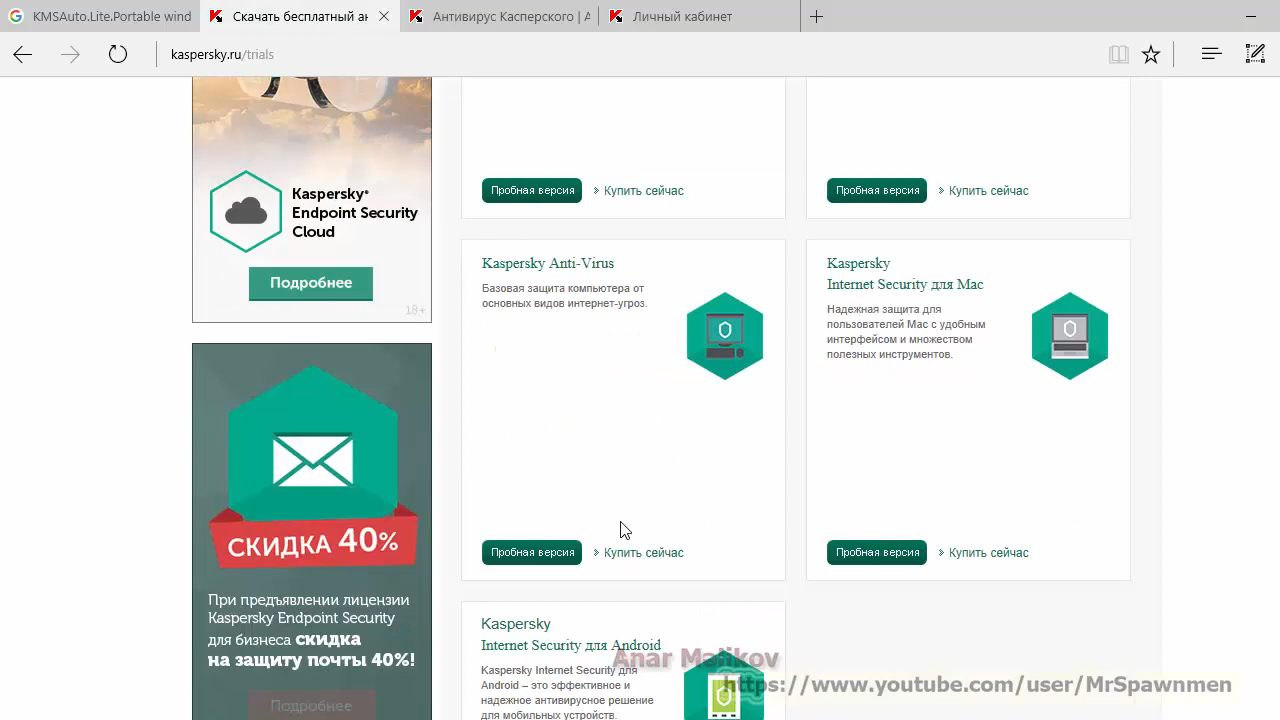 KMSAuto.Lite.Portable wind
Скачать бесплатный ан
Антивирус Касперского | А
Личный кабинет
kaspersky.ru/trials
Kaspersky®
Endpoint Security
Cloud
Подробнее
18+
СКИДКА 40%
При предъявлении лицензии
Kaspersky Endpoint Security
для бизнеса скидка
на защиту почты 40%!
Подробнее
Пробная версия
Купить сейчас
Пробная версия
Купить сейчас
Kaspersky Anti-Virus
Базовая защита компьютера от
основных видов интернет-угроз.
Пробная версия
Купить сейчас
Kaspersky
Internet Security для Mac
Надежная защита для
пользователей Mac с удобным
интерфейсом и множеством
полезных инструментов.
Пробная версия
Купить сейчас
Kaspersky
Internet Security для Android
Kaspersky Internet Security для
Android – это эффективное и
надежное антивирусное решение
для мобильных устройств.
Anar Malikov
https://www.youtube.com/user/MrSpawnmen